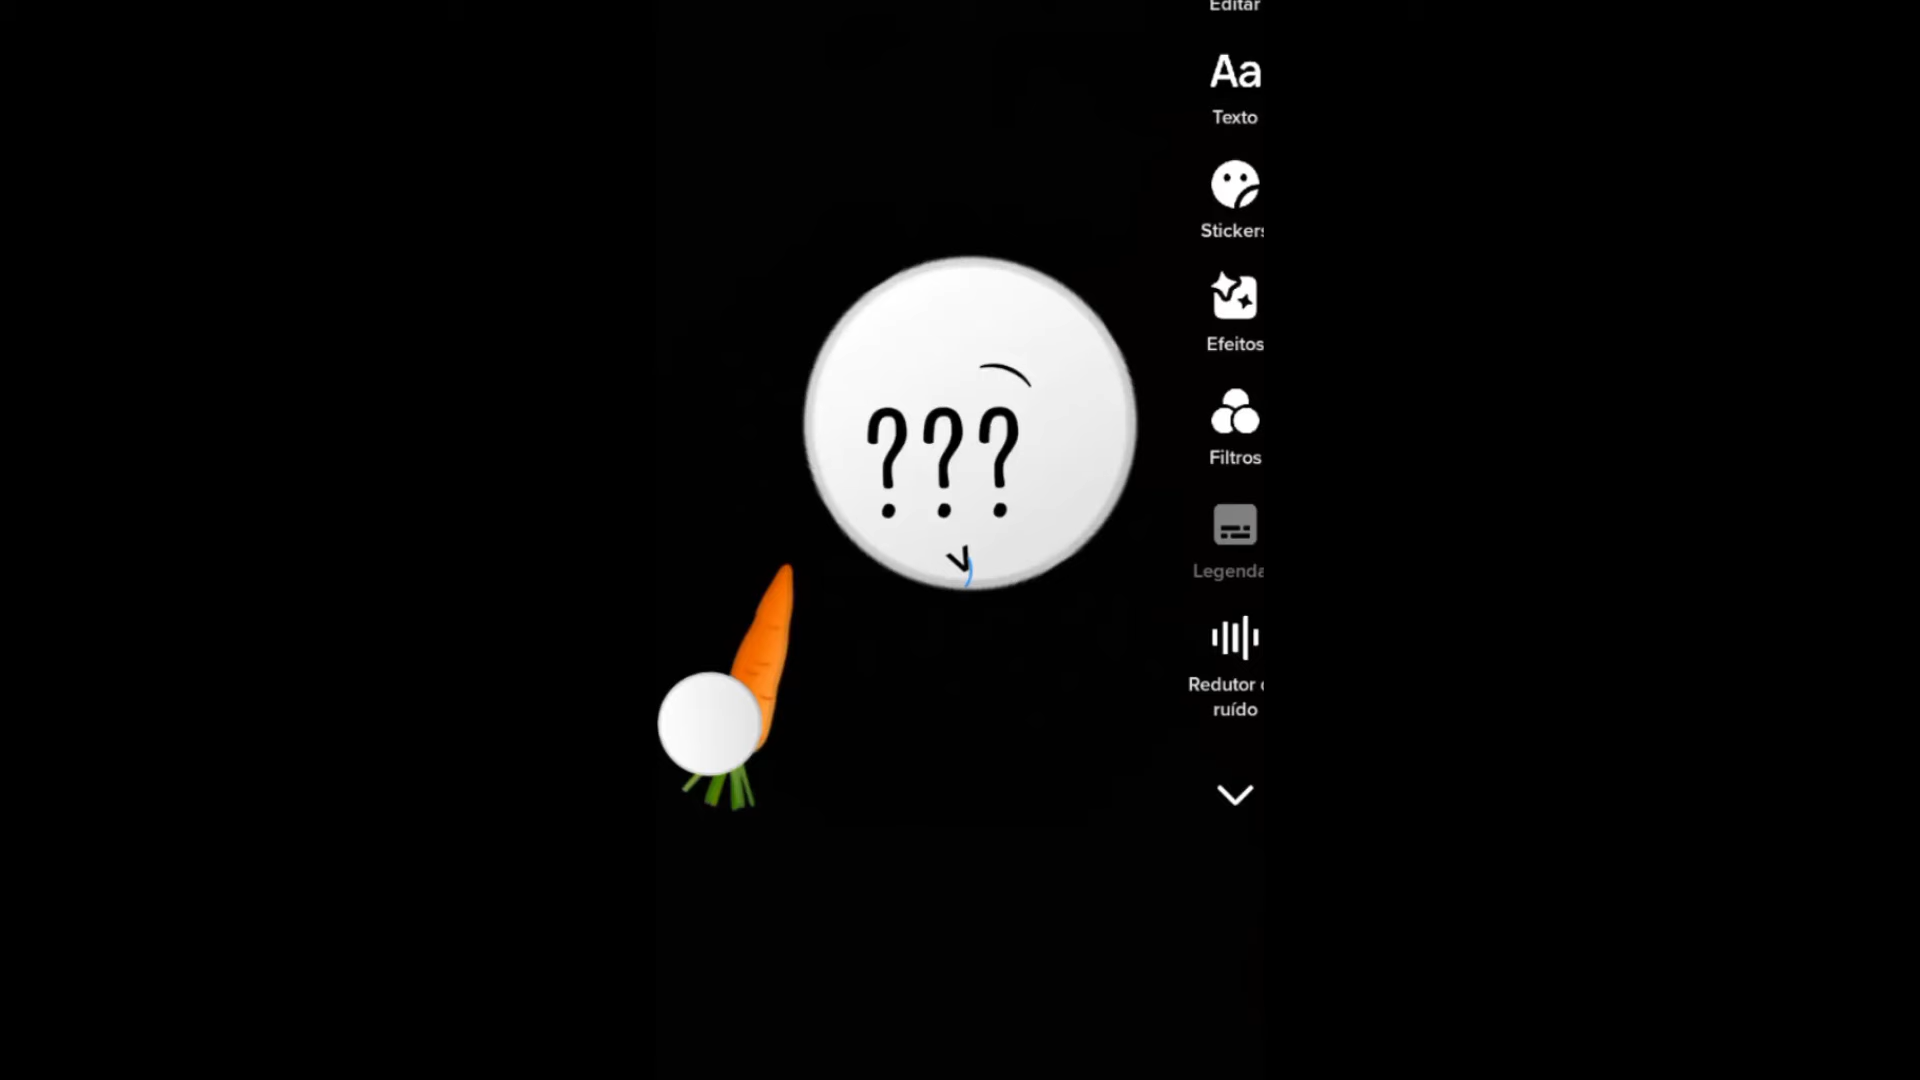 Editar
Aa
Texto
Stickers
Efeitos
???
Filtros
Legenda
Redutor
ruído